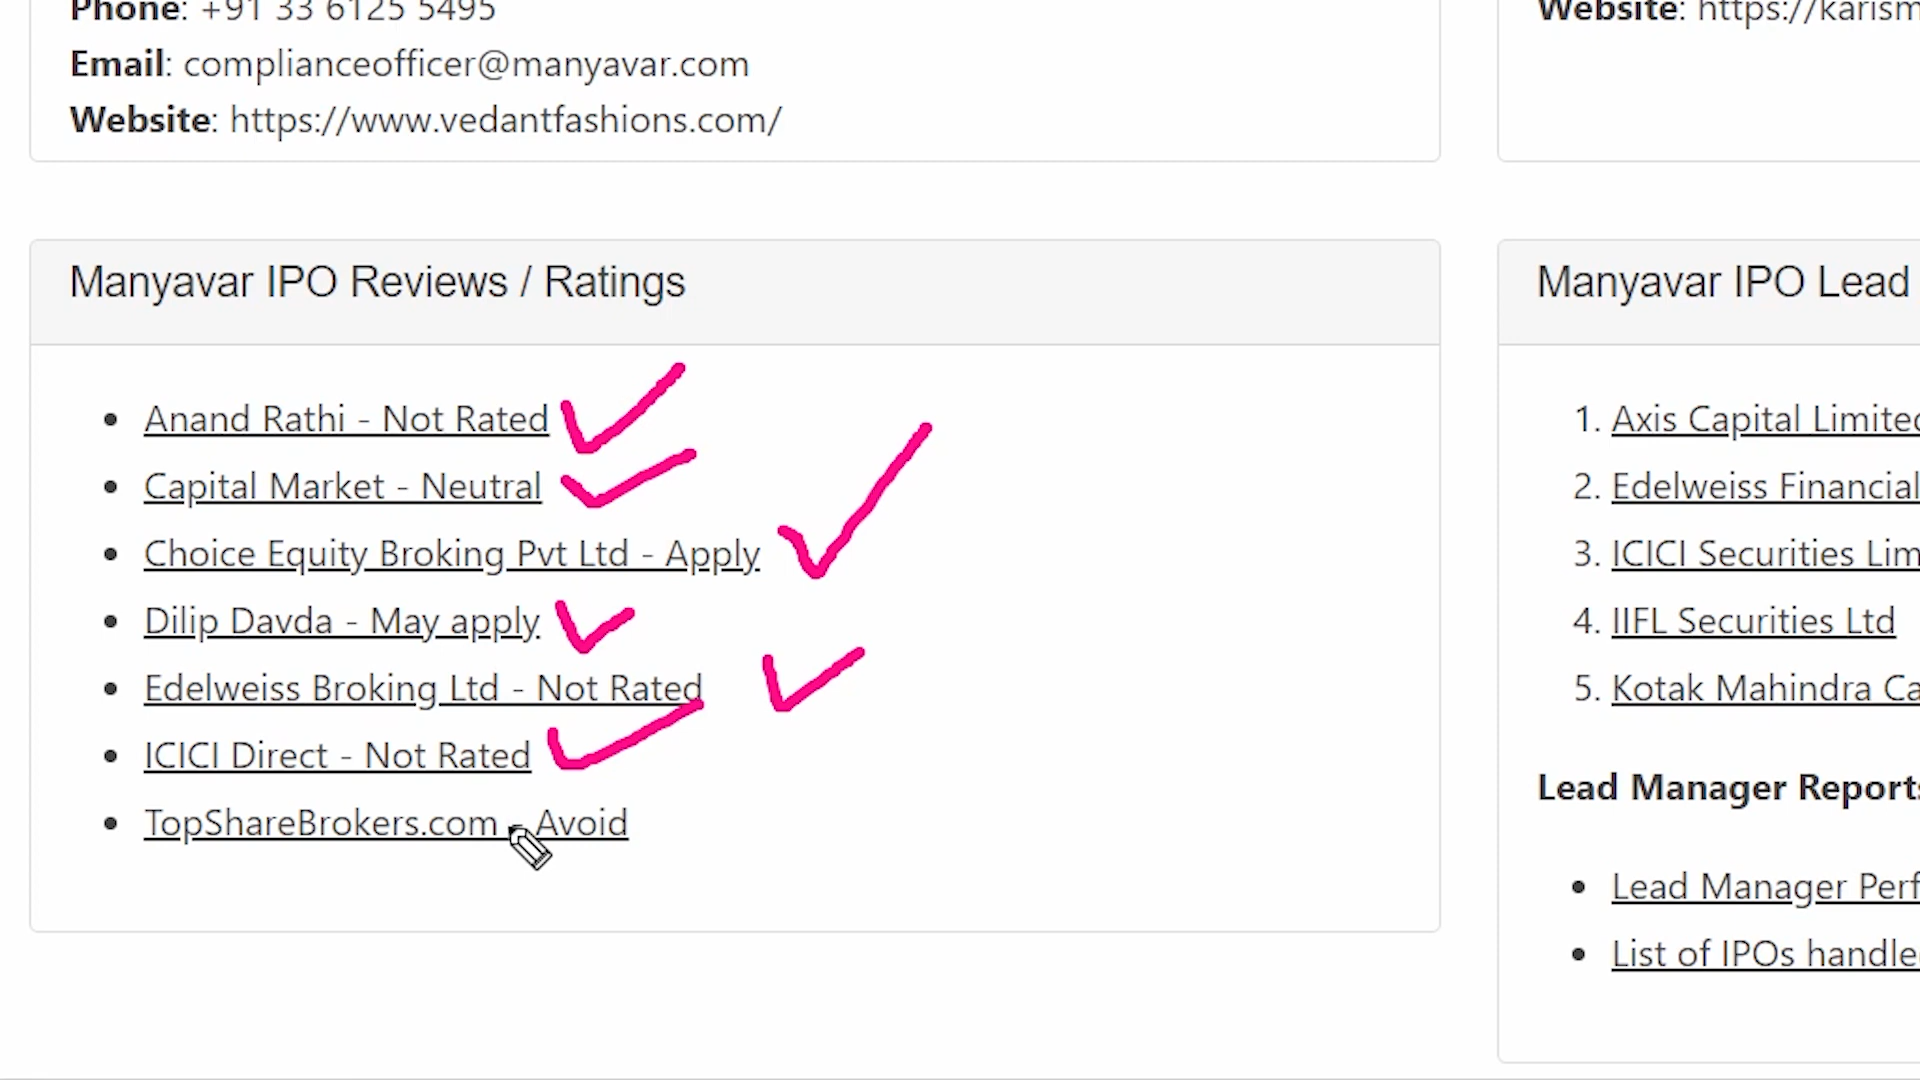 Phone: +91 33 6125 5495
Email: complianceofficer@manyavar.com
Website: https://www.vedantfashions.com/
Website: https://karism
Manyavar IPO Reviews / Ratings
Anand Rathi - Not Rated
Capital Market - Neutral
Choice Equity Broking Pvt Ltd - Apply
Dilip Davda - May apply
Edelweiss Broking Ltd - Not Rated
ICICI Direct - Not Rated
TopShareBrokers.com - Avoid
Manyavar IPO Lead
1. Axis Capital Limited
2. Edelweiss Financial
3. ICICI Securities Lim
4. IIFL Securities Ltd
5. Kotak Mahindra Ca
Lead Manager Reports
Lead Manager Perf
List of IPOs handle